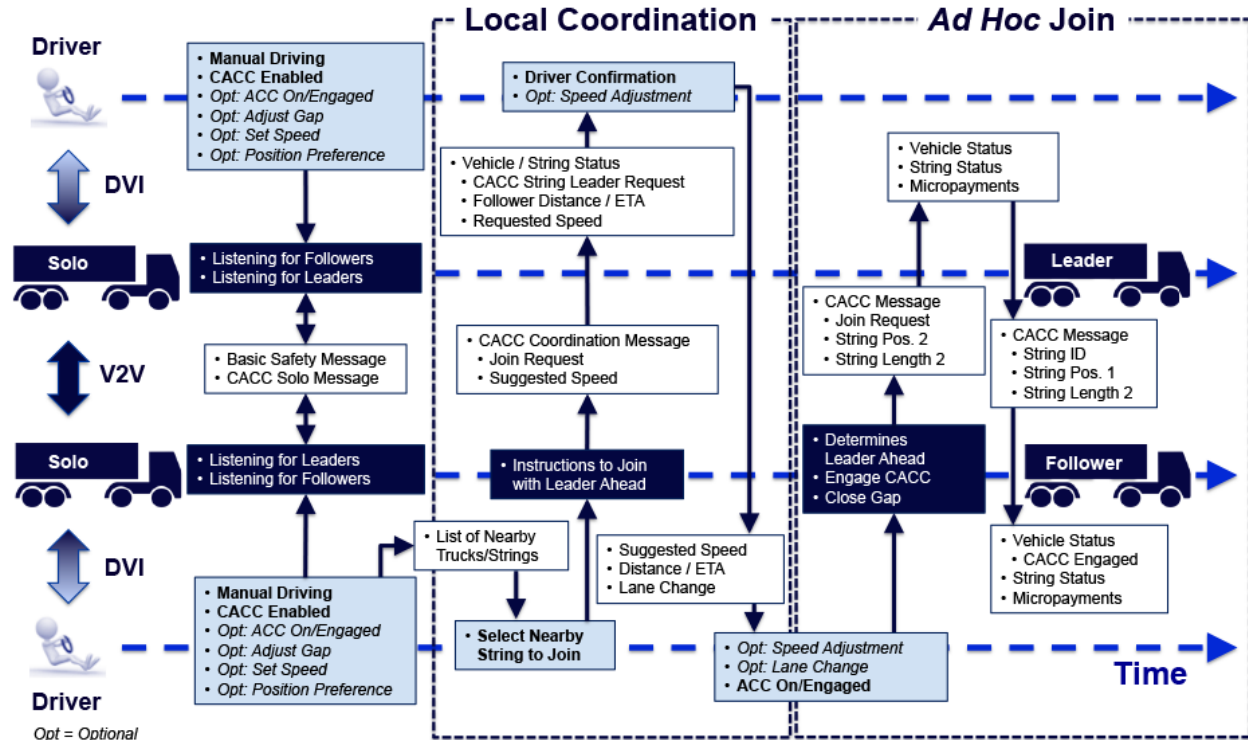 Local Coordination
Ad Hoc Join
Driver
• Manual Driving
• CACC Enabled
• Opt: ACC On/Engaged
• Opt: Adjust Gap
• Opt: Set Speed
• Opt: Position Preference
• Driver Confirmation
• Opt: Speed Adjustment
DVI
• Vehicle / String Status
• CACC String Leader Request
• Follower Distance / ETA
• Requested Speed
• Vehicle Status
• String Status
• Micropayments
Solo
• Listening for Followers
• Listening for Leaders
Leader
V2V
• Basic Safety Message
• CACC Solo Message
• CACC Coordination Message
• Join Request
• Suggested Speed
• CACC Message
• Join Request
• String Pos. 2
• String Length 2
• CACC Message
• String ID
• String Pos. 1
• String Length 2
Solo
• Listening for Leaders
• Listening for Followers
• Instructions to Join
with Leader Ahead
• Determines
Leader Ahead
• Engage CACC
• Close Gap
Follower
DVI
• List of Nearby
Trucks/Strings
• Suggested Speed
• Distance / ETA
• Lane Change
• Vehicle Status
• CACC Engaged
• String Status
• Micropayments
• Manual Driving
• CACC Enabled
• Opt: ACC On/Engaged
• Opt: Adjust Gap
• Opt: Set Speed
• Opt: Position Preference
• Select Nearby
String to Join
• Opt: Speed Adjustment
• Opt: Lane Change
• ACC On/Engaged
Time
Driver
Opt = Optional